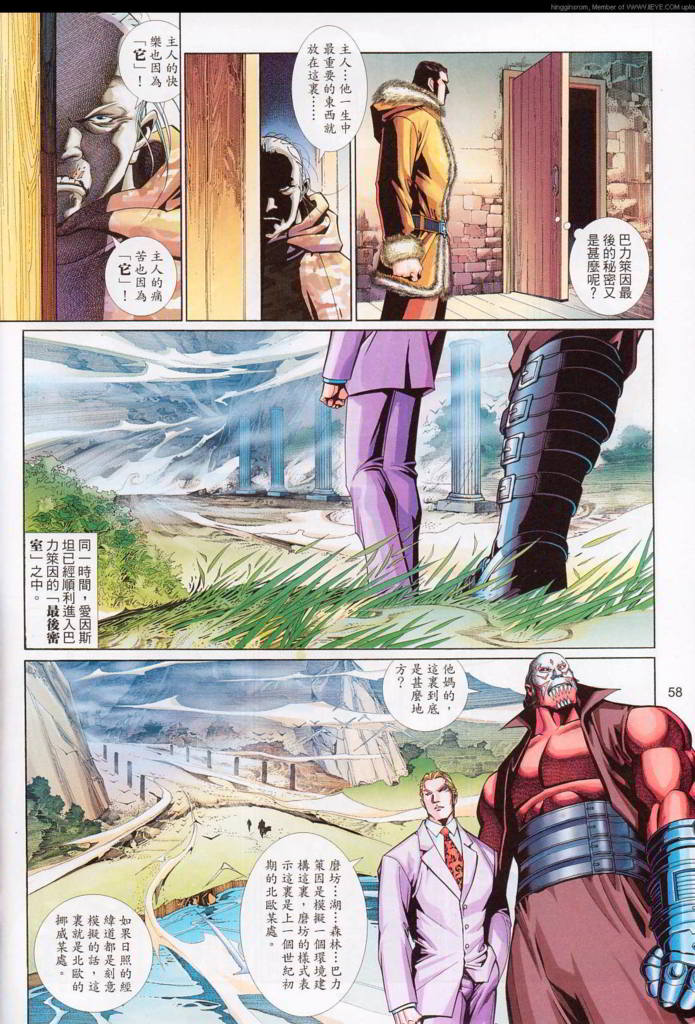 hingginsrom, Member of VWWVJIEYE.COM uplo
巴力萊因最
後的秘密又
是甚麼呢？
主人…他一生中
最重要的東西就
放在這裏……
主人的快
樂也因為
「它」！
主人的痛
苦也因為
「它」！
同一時間，愛因斯
坦已經順利進入巴
力萊因的「最後密
室」之中。
58
他媽的，
這裏到底
是甚麼地
方？
磨坊…湖…森林…巴力
萊因是模擬一個環境建
構這裏，磨坊的樣式表
示這裏是上一個世紀初
期的北歐某處。
如果日照的經
緯道都是刻意
模擬的話，這
裏就是北歐的
挪威某處。